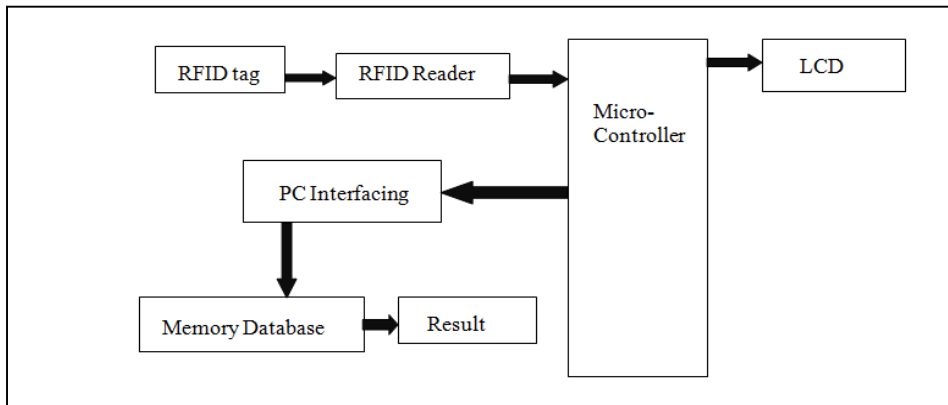 RFID tag
RFID Reader
LCD
Micro-
Controller
PC Interfacing
Memory Database
Result